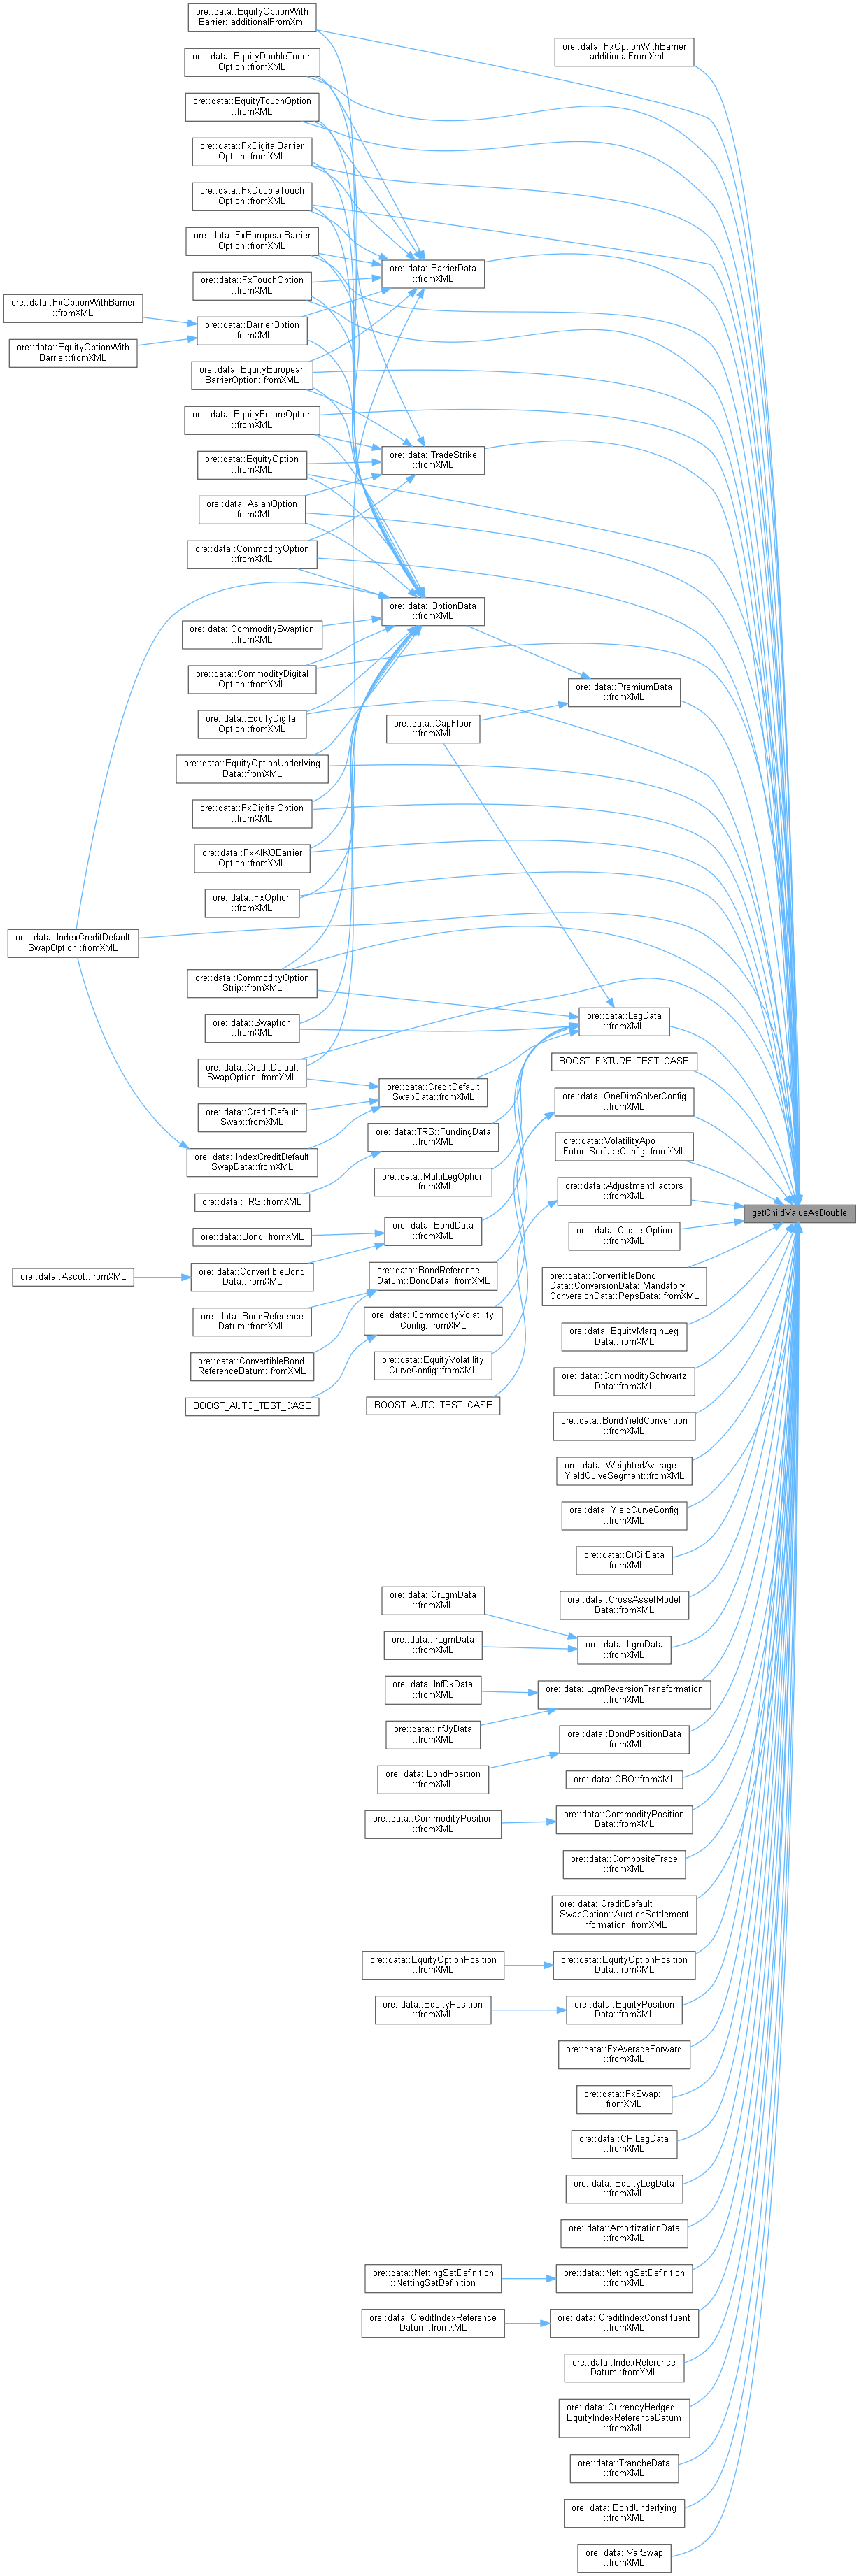 ore::data::EquityOptionWith
Barrier::additionalFromXml
ore::data::FxOptionWithBarrier
::additionalFromXml
ore::data::EquityDoubleTouch
Option::fromXML
ore::data::EquityTouchOption
::fromXML
ore::data::FxDigitalBarrier
Option::fromXML
ore::data::FxDoubleTouch
Option::fromXML
ore::data::FxEuropeanBarrier
Option::fromXML
ore::data::BarrierData
::fromXML
ore::data::FxTouchOption
::fromXML
ore::data::FxOptionWithBarrier
::fromXML
ore::data::BarrierOption
::fromXML
ore::data::EquityOptionWith
Barrier::fromXML
ore::data::EquityEuropean
BarrierOption::fromXML
ore::data::EquityFutureOption
::fromXML
ore::data::TradeStrike
::fromXML
ore::data::EquityOption
::fromXML
ore::data::AsianOption
::fromXML
ore::data::CommodityOption
::fromXML
ore::data::OptionData
::fromXML
ore::data::CommoditySwaption
::fromXML
ore::data::CommodityDigital
Option::fromXML
ore::data::PremiumData
::fromXML
ore::data::EquityDigital
Option::fromXML
ore::data::CapFloor
::fromXML
ore::data::EquityOptionUnderlying
Data::fromXML
ore::data::FxDigitalOption
::fromXML
ore::data::FxKIKOBarrier
Option::fromXML
ore::data::FxOption
::fromXML
ore::data::IndexCreditDefault
SwapOption::fromXML
ore::data::CommodityOption
Strip::fromXML
ore::data::Swaption
::fromXML
ore::data::LegData
::fromXML
ore::data::CreditDefault
SwapOption::fromXML
BOOST_FIXTURE_TEST_CASE
ore::data::CreditDefault
SwapData::fromXML
ore::data::OneDimSolverConfig
::fromXML
ore::data::CreditDefault
Swap::fromXML
ore::data::TRS::FundingData
::fromXML
ore::data::VolatilityApo
FutureSurfaceConfig::fromXML
ore::data::IndexCreditDefault
SwapData::fromXML
ore::data::MultiLegOption
::fromXML
ore::data::AdjustmentFactors
::fromXML
ore::data::TRS::fromXML
getChildValueAsDouble
ore::data::Bond::fromXML
ore::data::BondData
::fromXML
ore::data::CliquetOption
::fromXML
ore::data::Ascot::fromXML
ore::data::ConvertibleBond
Data::fromXML
ore::data::BondReference
Datum::BondData::fromXML
ore::data::ConvertibleBond
Data::ConversionData::Mandatory
ConversionData::PepsData::fromXML
ore::data::BondReference
Datum::fromXML
ore::data::CommodityVolatility
Config::fromXML
ore::data::EquityMarginLeg
Data::fromXML
ore::data::ConvertibleBond
ReferenceDatum::fromXML
ore::data::EquityVolatility
CurveConfig::fromXML
ore::data::CommoditySchwartz
Data::fromXML
BOOST_AUTO_TEST_CASE
BOOST_AUTO_TEST_CASE
ore::data::BondYieldConvention
::fromXML
ore::data::WeightedAverage
YieldCurveSegment::fromXML
ore::data::YieldCurveConfig
::fromXML
ore::data::CrCirData
::fromXML
ore::data::CrLgmData
::fromXML
ore::data::CrossAssetModel
Data::fromXML
ore::data::IrLgmData
::fromXML
ore::data::LgmData
::fromXML
ore::data::InfDkData
::fromXML
ore::data::LgmReversionTransformation
::fromXML
ore::data::InfJyData
::fromXML
ore::data::BondPositionData
::fromXML
ore::data::BondPosition
::fromXML
ore::data::CBO::fromXML
ore::data::CommodityPosition
::fromXML
ore::data::CommodityPosition
Data::fromXML
ore::data::CompositeTrade
::fromXML
ore::data::CreditDefault
SwapOption::AuctionSettlement
Information::fromXML
ore::data::EquityOptionPosition
::fromXML
ore::data::EquityOptionPosition
Data::fromXML
ore::data::EquityPosition
::fromXML
ore::data::EquityPosition
Data::fromXML
ore::data::FxAverageForward
::fromXML
ore::data::FxSwap::
fromXML
ore::data::CPILegData
::fromXML
ore::data::EquityLegData
::fromXML
ore::data::AmortizationData
::fromXML
ore::data::NettingSetDefinition
::NettingSetDefinition
ore::data::NettingSetDefinition
::fromXML
ore::data::CreditIndexReference
Datum::fromXML
ore::data::CreditIndexConstituent
::fromXML
ore::data::IndexReference
Datum::fromXML
ore::data::CurrencyHedged
EquityIndexReferenceDatum
::fromXML
ore::data::TrancheData
::fromXML
ore::data::BondUnderlying
::fromXML
ore::data::VarSwap
::fromXML